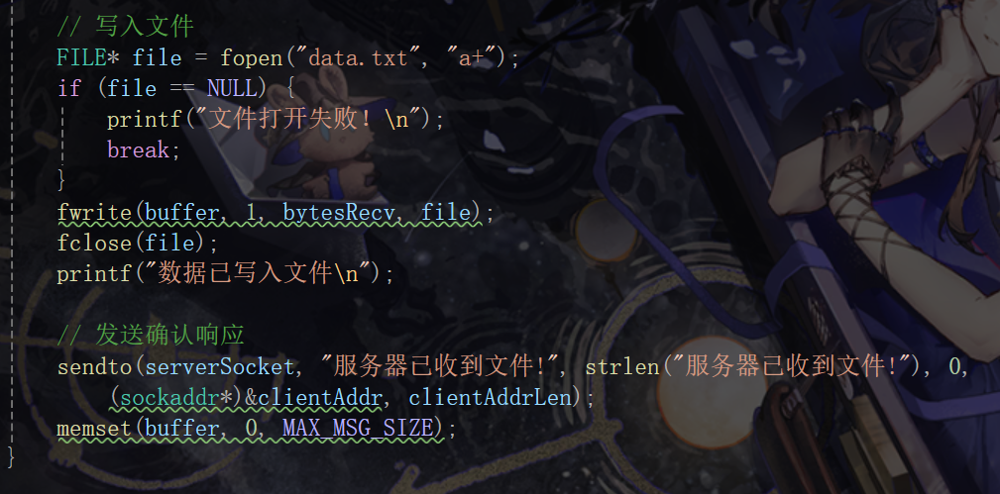 // 写入文件
FILE* file = fopen("data.txt", "a+");
if (file == NULL) {
printf("文件打开失败！\n");
break;
}
fwrite(buffer, 1, bytesRecv, file);
fclose(file);
printf("数据已写入文件\n");
// 发送确认响应
sendto(serverSocket, "服务器已收到文件!", strlen("服务器已收到文件!"), 0,
(sockaddr*)&clientAddr, clientAddrLen);
memset(buffer, 0, MAX_MSG_SIZE);
}